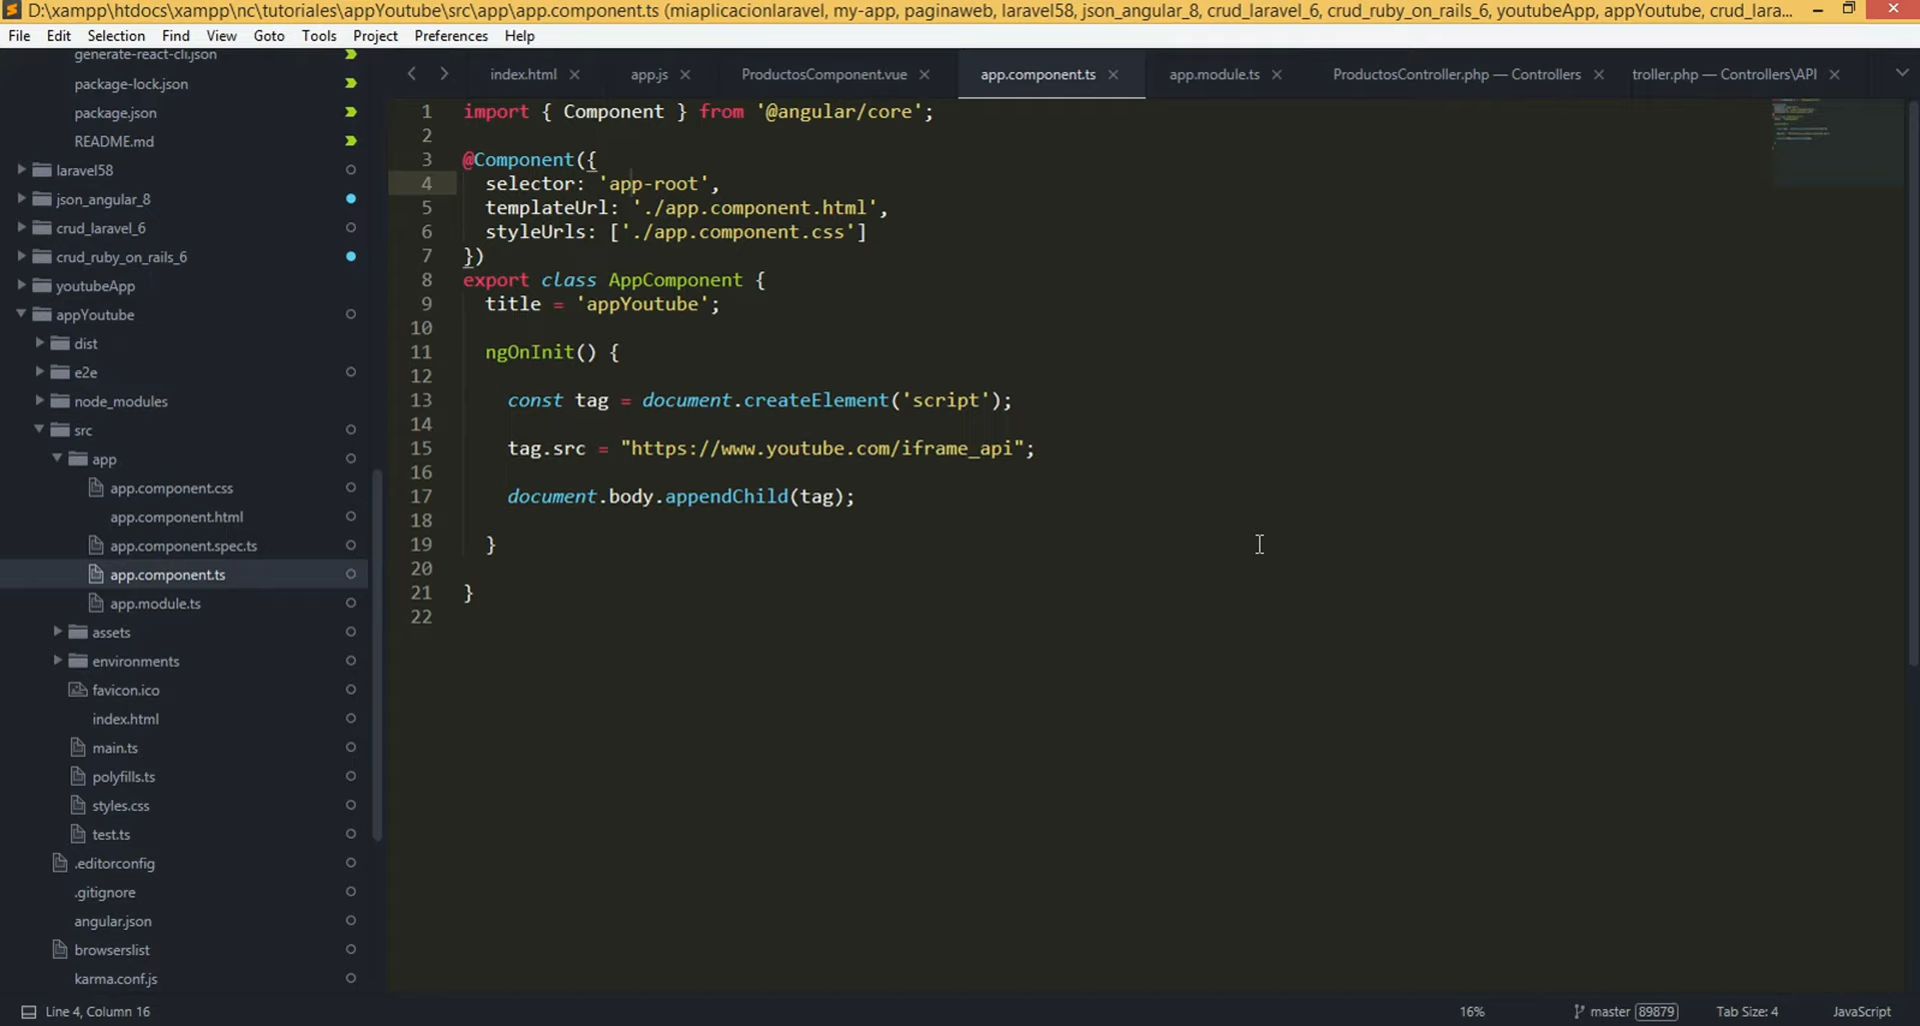 D:\xampp\htdocs\xampp\nc\tutoriales\appYoutube\src\app\app.component.ts (miaplicacionlaravel, my-app, paginaweb, laravel58, json_angular_8, crud_laravel_6, crud_ruby_on_rails_6, youtubeApp, appYoutube, crud_lara...
File Edit Selection Find View Goto Tools Project Preferences Help
generate-react-cli.json
package-lock.json
package.json
README.md
laravel58
json_angular_8
crud_laravel_6
crud_ruby_on_rails_6
youtubeApp
appYoutube
dist
e2e
node_modules
src
app
app.component.css
app.component.html
app.component.spec.ts
app.component.ts
app.module.ts
assets
environments
favicon.ico
index.html
main.ts
polyfills.ts
styles.css
test.ts
.editorconfig
.gitignore
angular.json
browserslist
karma.conf.js
index.html app.js ProductosComponent.vue app.component.ts app.module.ts ProductosController.php — Controllers troller.php — Controllers\API
1 import { Component } from '@angular/core';
2
3 @Component({
4 selector: 'app-root',
5 templateUrl: './app.component.html',
6 styleUrls: ['./app.component.css']
7 })
8 export class AppComponent {
9 title = 'appYoutube';
10
11 ngOnInit() {
12
13 const tag = document.createElement('script');
14
15 tag.src = "https://www.youtube.com/iframe_api";
16
17 document.body.appendChild(tag);
18
19 }
20
21 }
22
Line 4, Column 16 16% master 89879 Tab Size: 4 JavaScript